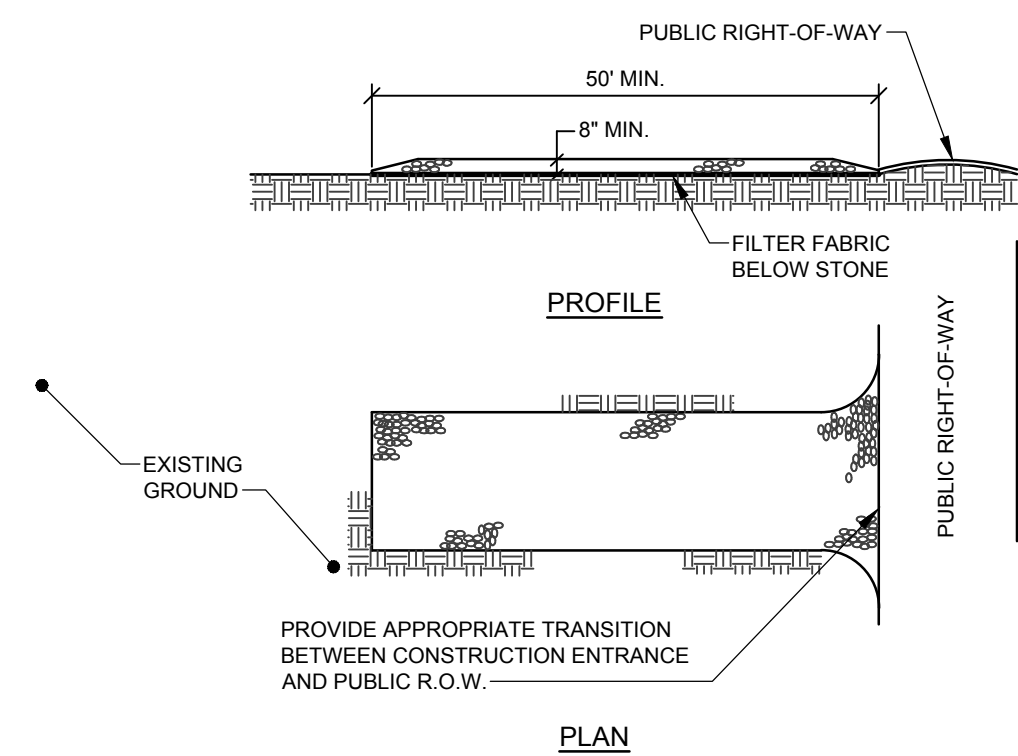 PUBLIC RIGHT-OF-WAY
50' MIN.
8" MIN.
FILTER FABRIC
BELOW STONE
PROFILE
PUBLIC RIGHT-OF-WAY
EXISTING
GROUND
PROVIDE APPROPRIATE TRANSITION
BETWEEN CONSTRUCTION ENTRANCE
AND PUBLIC R.O.W.
PLAN